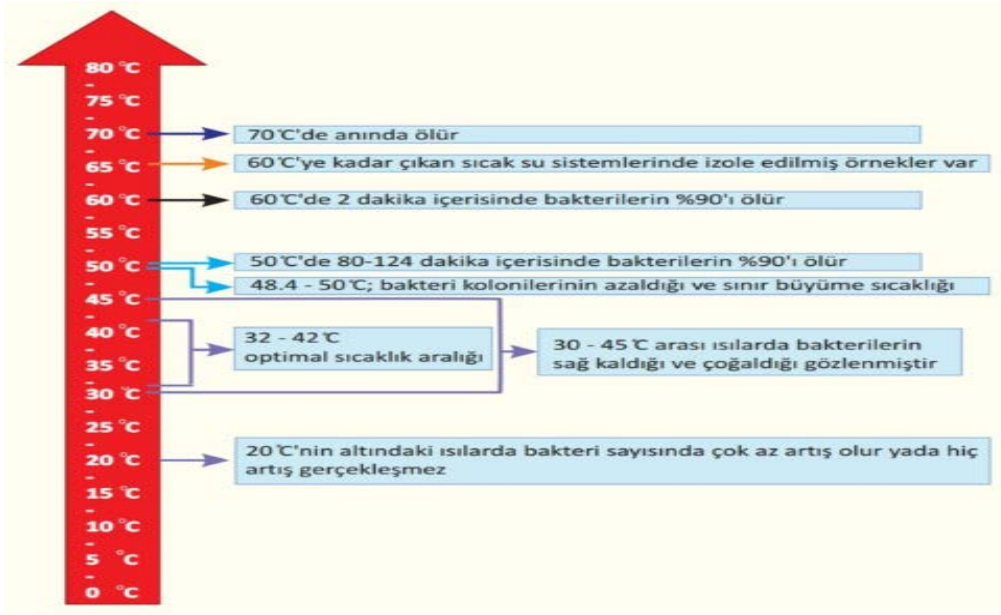 80 °C
-
75 °C
-
70 °C
-
65 °C
-
60 °C
-
55 °C
-
50 °C
-
45 °C
-
40 °C
-
35 °C
-
30 °C
-
25 °C
-
20 °C
-
15 °C
-
10 °C
-
5 °C
-
0 °C
70°C'de anında ölür
60°C'ye kadar çıkan sıcak su sistemlerinde izole edilmiş örnekler var
60°C'de 2 dakika içerisinde bakterilerin %90'ı ölür
50°C'de 80-124 dakika içerisinde bakterilerin %90'ı ölür
48.4 - 50°C; bakteri kolonilerinin azaldığı ve sınır büyüme sıcaklığı
32 - 42°C
optimal sıcaklık aralığı
30 - 45°C arası ısılarda bakterilerin
sağ kaldığı ve çoğaldığı gözlenmiştir
20°C'nin altındaki ısılarda bakteri sayısında çok az artış olur yada hiç
artış gerçekleşmez